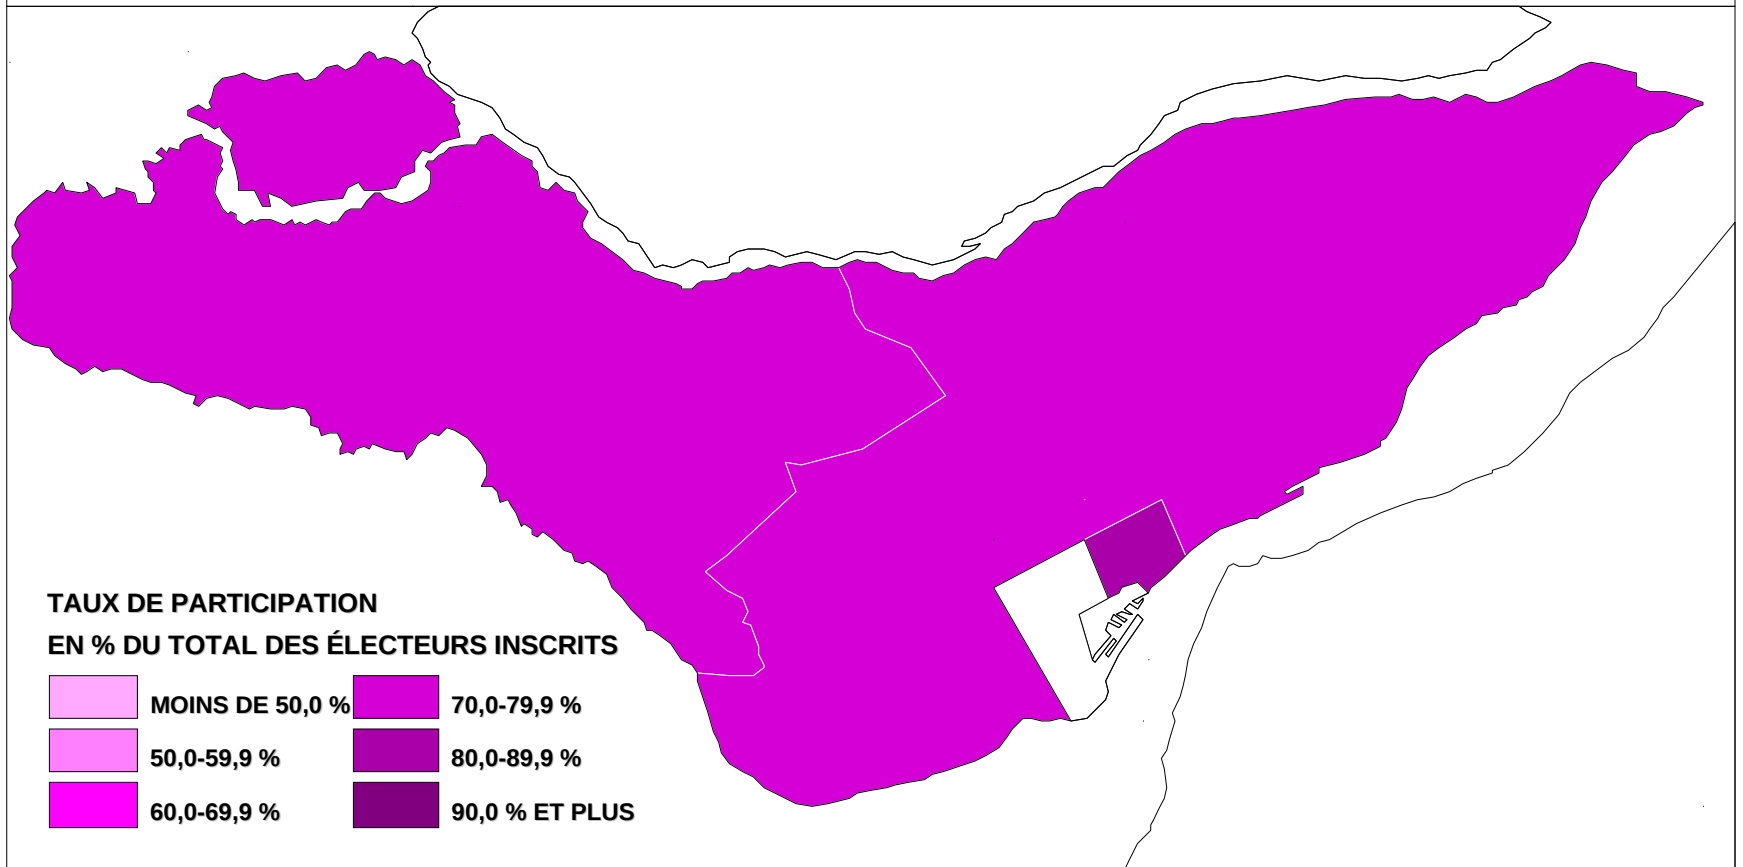 TAUX DE PARTICIPATION
EN % DU TOTAL DES ÉLECTEURS INSCRITS
MOINS DE 50,0 %
50,0-59,9 %
60,0-69,9 %
70,0-79,9 %
80,0-89,9 %
90,0 % ET PLUS